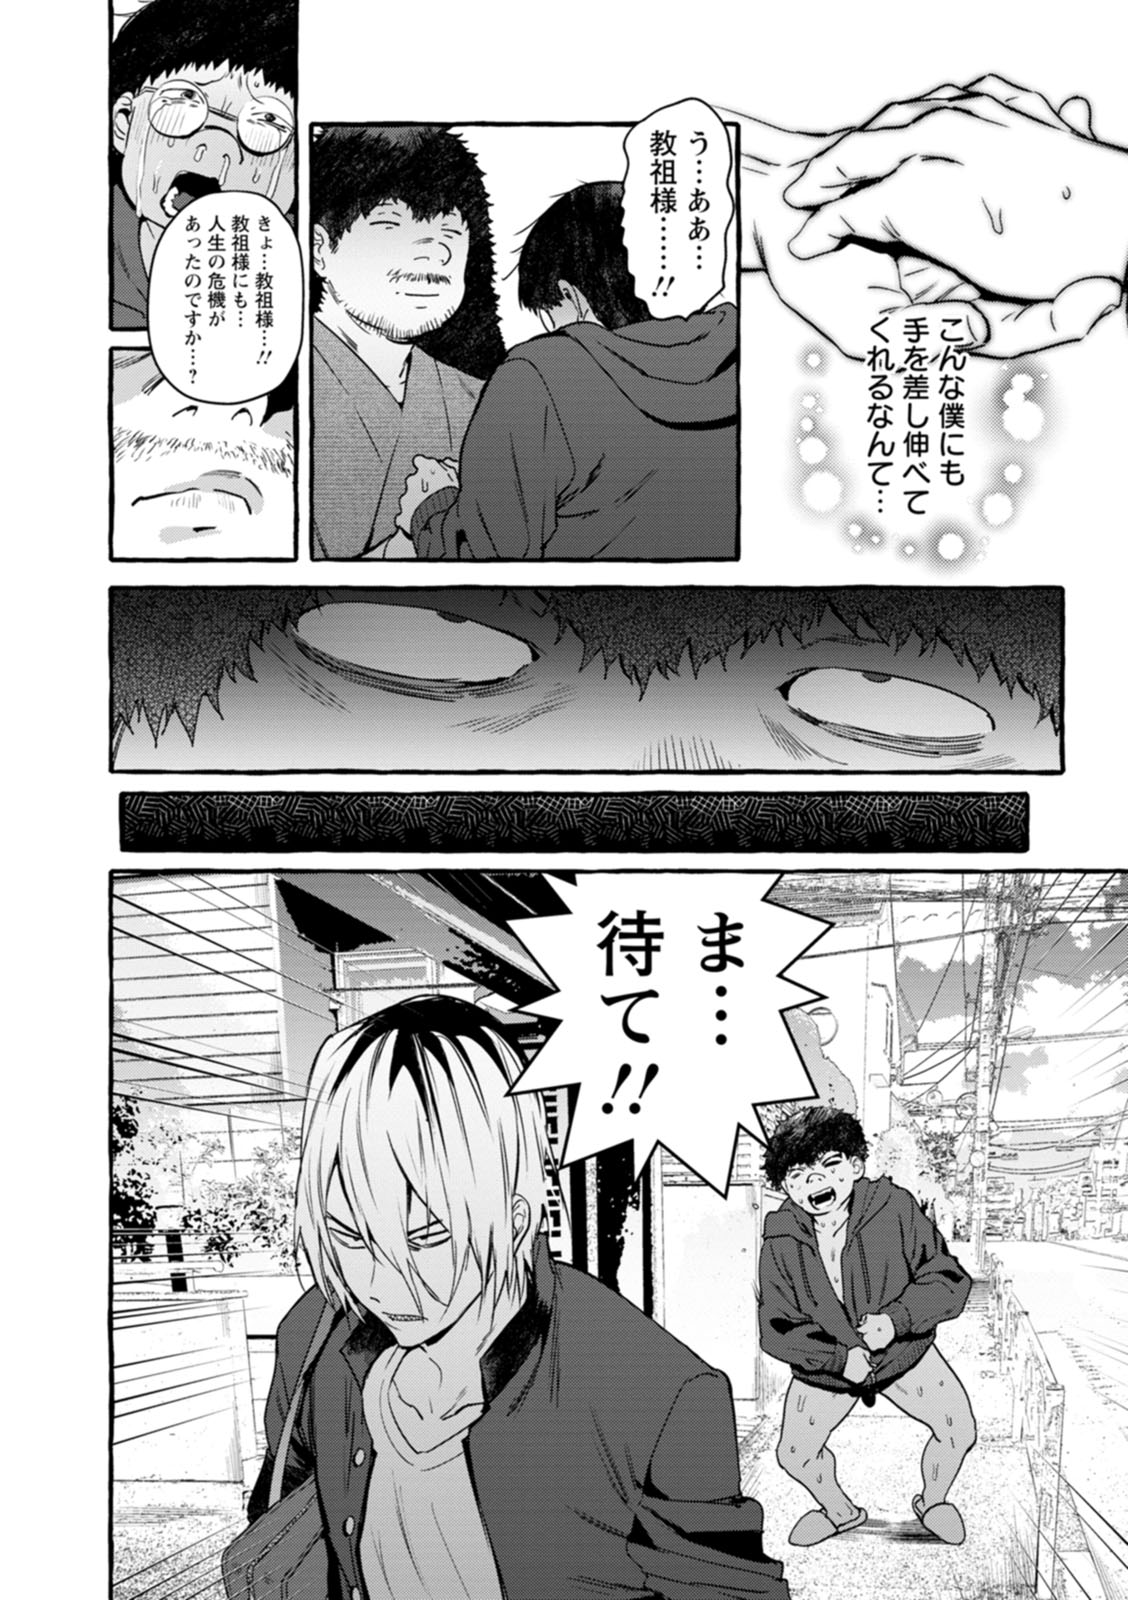 こんな僕にも
手を差し伸べて
くれるなんて…
う…ああ…
教祖様……!!
きょ…教祖様…!!
教祖様にも…
人生の危機が
あったのですか…?
ま…
待て!!